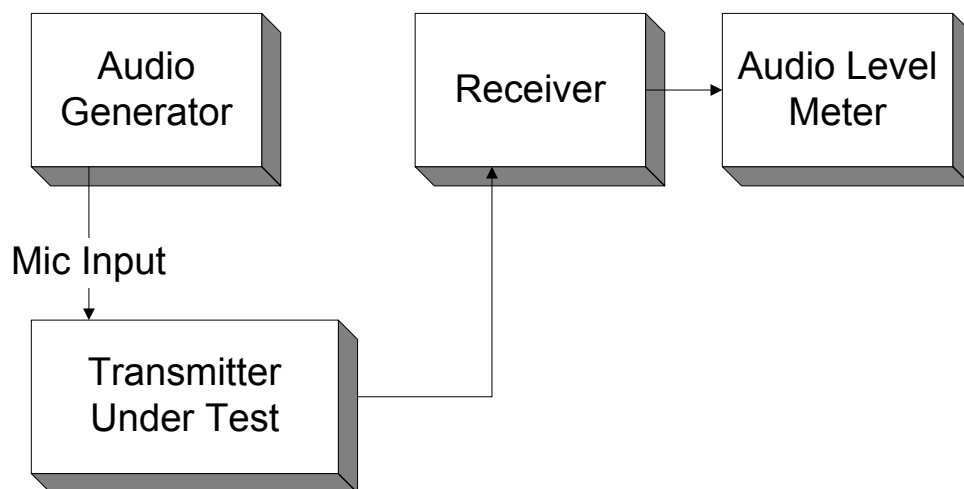 Audio
Generator
Receiver
Audio Level
Meter
Mic Input
Transmitter
Under Test